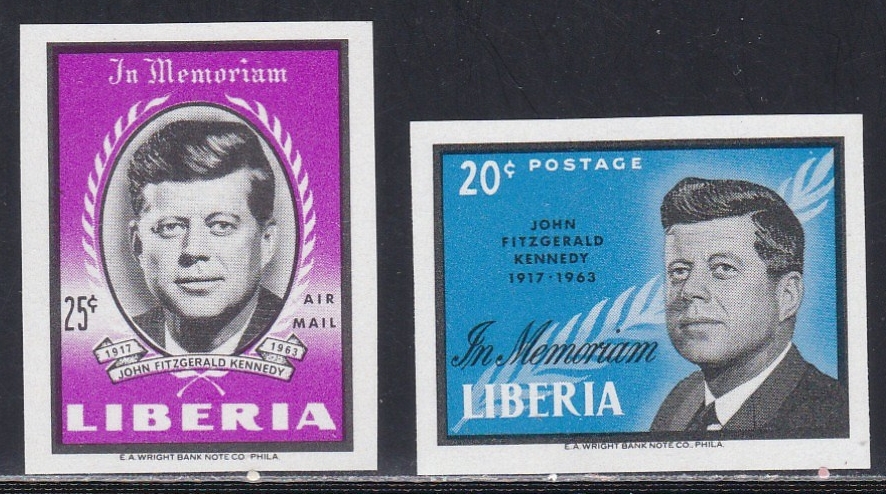 In Memoriam
25¢
AIR
MAIL
1917 1963
JOHN FITZGERALD KENNEDY
LIBERIA
E.A.WRIGHT BANK NOTE CO., PHILA.
20¢ POSTAGE
JOHN
FITZGERALD
KENNEDY
1917·1963
In Memoriam
LIBERIA
E.A.WRIGHT BANK NOTE CO., PHILA.